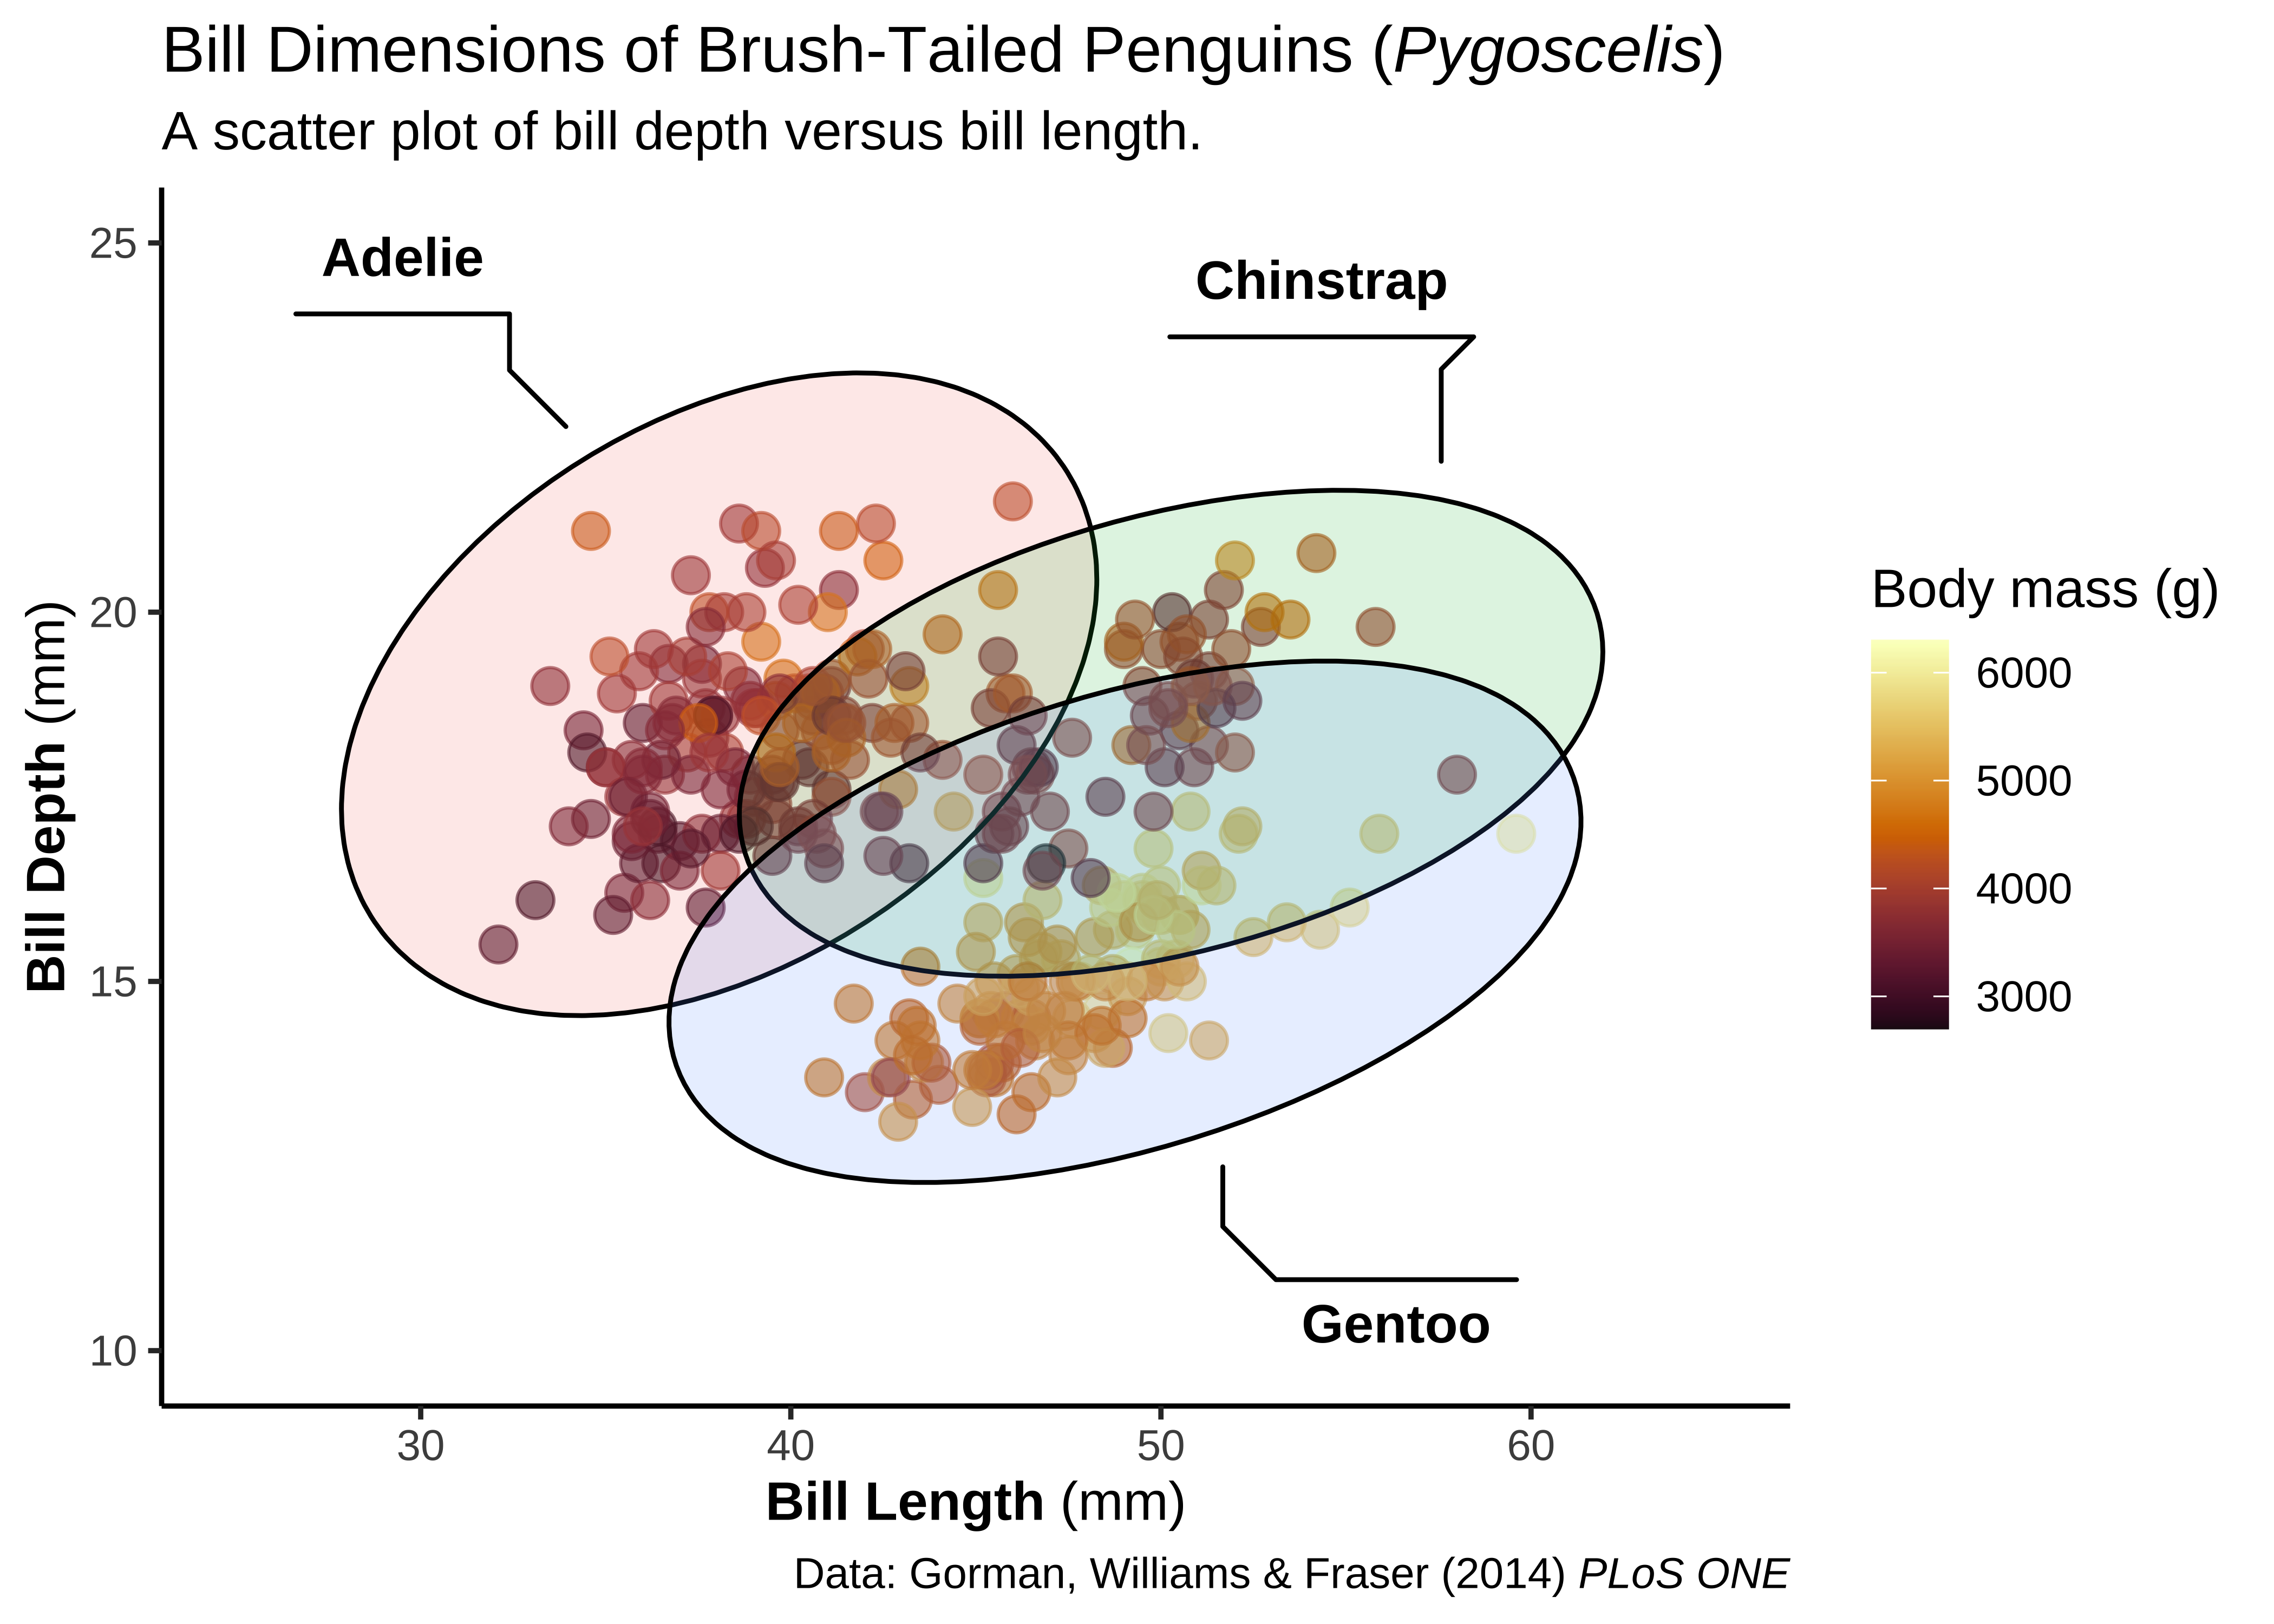 Bill Dimensions of Brush-Tailed Penguins (Pygoscelis)
A scatter plot of bill depth versus bill length.
Adelie
Chinstrap
Gentoo
Bill Depth (mm)
25
20
15
10
30 40 50 60
Bill Length (mm)
Body mass (g)
6000
5000
4000
3000
Data: Gorman, Williams & Fraser (2014) PLoS ONE